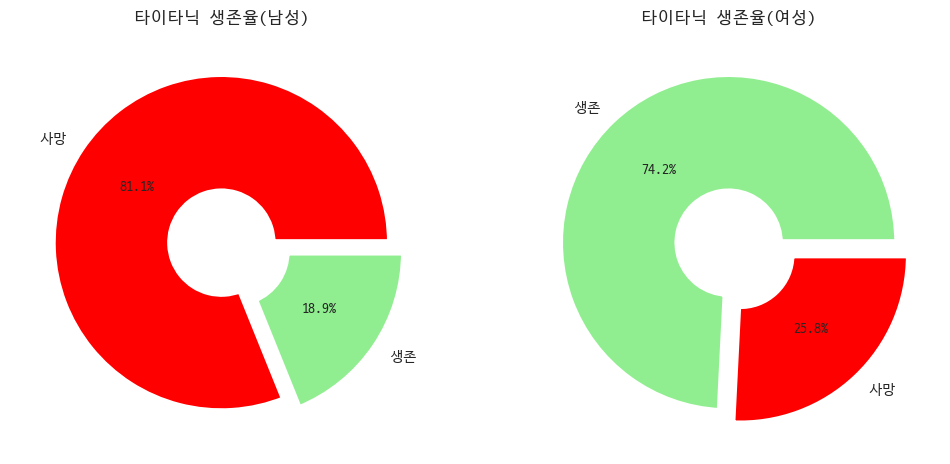 타이타닉 생존율(남성)
사망
81.1%
18.9%
생존
타이타닉 생존율(여성)
생존
74.2%
25.8%
사망